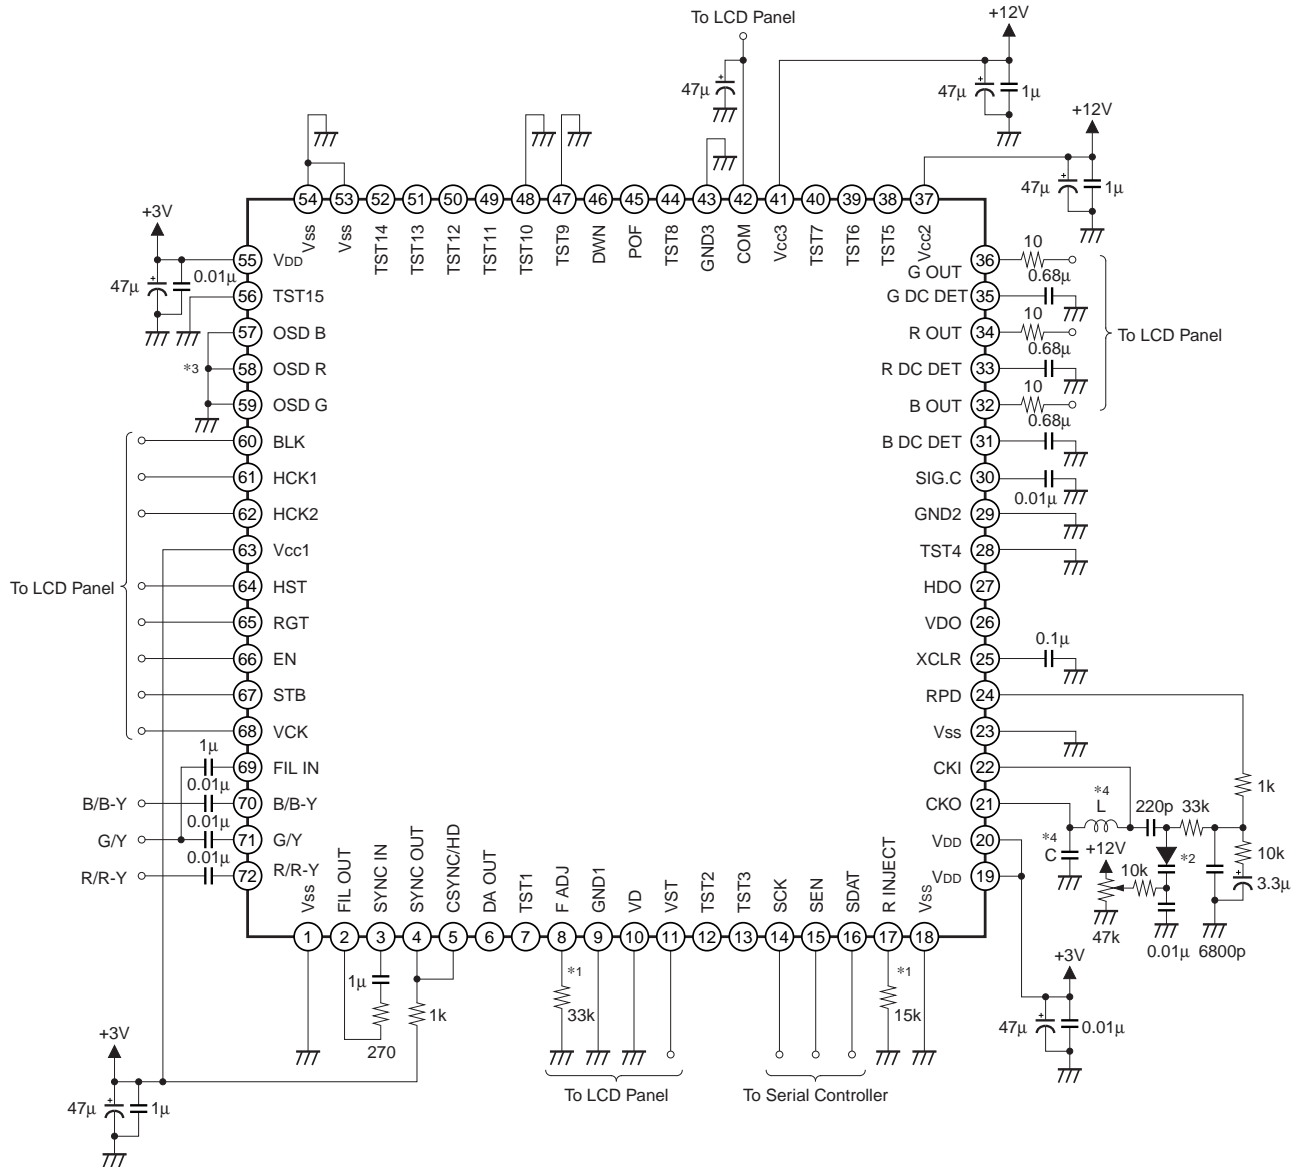 To LCD Panel
+12V
47μ
47μ
1μ
+12V
47μ
1μ
54 53 52 51 50 49 48 47 46 45 44 43 42 41 40 39 38 37
Vss Vss TST14 TST13 TST12 TST11 TST10 TST9 DWN POF TST8 GND3 COM Vcc3 TST7 TST6 TST5 Vcc2
+3V
47μ
0.01μ
55 VDD
56 TST15
57 OSD B
*3
58 OSD R
59 OSD G
60 BLK
61 HCK1
62 HCK2
63 Vcc1
To LCD Panel
64 HST
65 RGT
66 EN
67 STB
68 VCK
1μ
69 FIL IN
0.01μ
B/B-Y
70 B/B-Y
0.01μ
G/Y
71 G/Y
0.01μ
R/R-Y
72 R/R-Y
G OUT 36
10
0.68μ
G DC DET 35
10
R OUT 34
0.68μ
To LCD Panel
R DC DET 33
10
B OUT 32
0.68μ
B DC DET 31
SIG.C 30
0.01μ
GND2 29
TST4 28
HDO 27
VDO 26
0.1μ
XCLR 25
RPD 24
Vss 23
CKI 22
1k
*4
L
CKO 21
220p
33k
VDD 20
*4
C
+12V
*2
10k
10k
VDD 19
3.3μ
47k
0.01μ
6800p
+3V
47μ
0.01μ
Vss FIL OUT SYNC IN SYNC OUT CSYNC/HD DA OUT TST1 F ADJ GND1 VD VST TST2 TST3 SCK SEN SDAT R INJECT Vss
1 2 3 4 5 6 7 8 9 10 11 12 13 14 15 16 17 18
1μ
270
1k
*1
33k
*1
15k
To LCD Panel
To Serial Controller
+3V
47μ
1μ